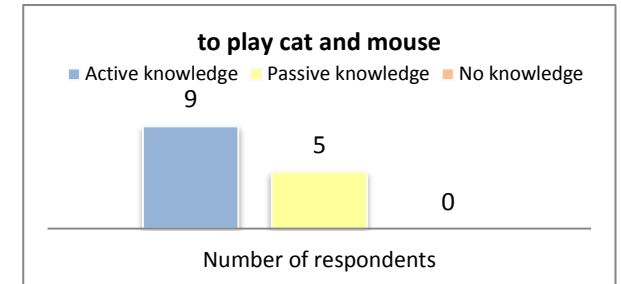 to play cat and mouse
Active knowledge Passive knowledge No knowledge
9
5
0
Number of respondents